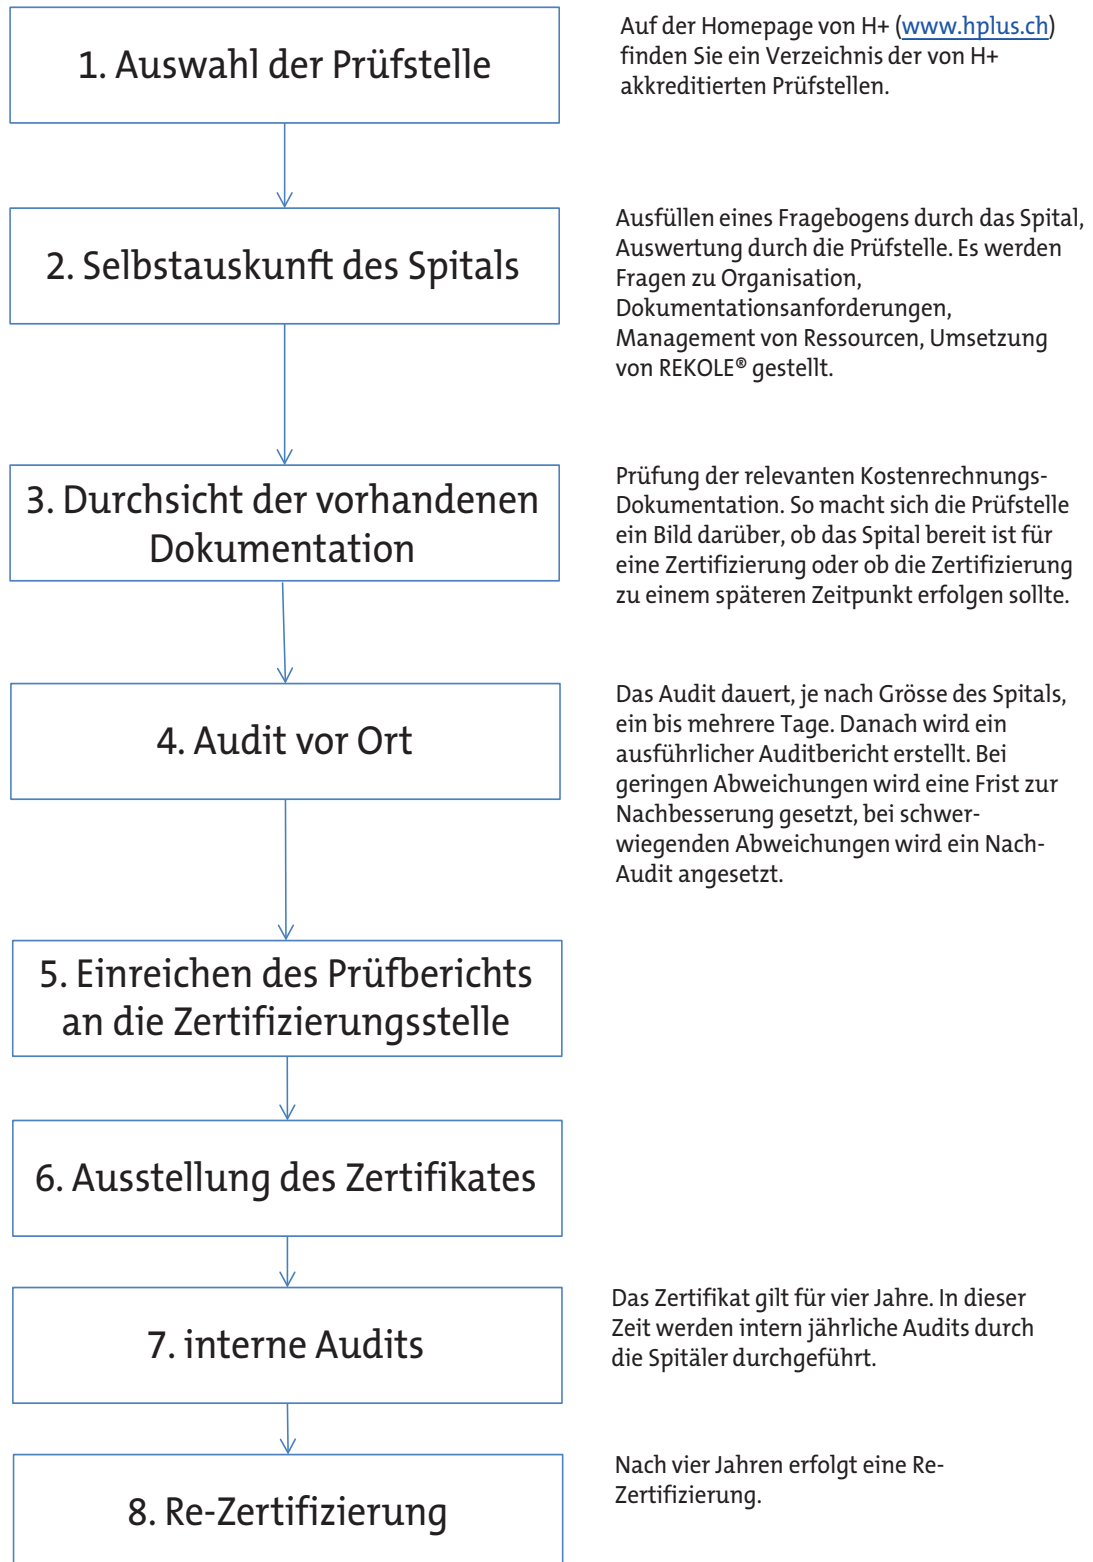 1. Auswahl der Prüfstelle
Auf der Homepage von H+ (www.hplus.ch)
finden Sie ein Verzeichnis der von H+
akkreditierten Prüfstellen.
2. Selbstauskunft des Spitals
Ausfüllen eines Fragebogens durch das Spital,
Auswertung durch die Prüfstelle. Es werden
Fragen zu Organisation,
Dokumentationsanforderungen,
Management von Ressourcen, Umsetzung
von REKOLE® gestellt.
3. Durchsicht der vorhandenen
Dokumentation
Prüfung der relevanten Kostenrechnungs-
Dokumentation. So macht sich die Prüfstelle
ein Bild darüber, ob das Spital bereit ist für
eine Zertifizierung oder ob die Zertifizierung
zu einem späteren Zeitpunkt erfolgen sollte.
4. Audit vor Ort
Das Audit dauert, je nach Grösse des Spitals,
ein bis mehrere Tage. Danach wird ein
ausführlicher Auditbericht erstellt. Bei
geringen Abweichungen wird eine Frist zur
Nachbesserung gesetzt, bei schwer-
wiegenden Abweichungen wird ein Nach-
Audit angesetzt.
5. Einreichen des Prüfberichts
an die Zertifizierungsstelle
6. Ausstellung des Zertifikates
7. interne Audits
Das Zertifikat gilt für vier Jahre. In dieser
Zeit werden intern jährliche Audits durch
die Spitäler durchgeführt.
8. Re-Zertifizierung
Nach vier Jahren erfolgt eine Re-
Zertifizierung.